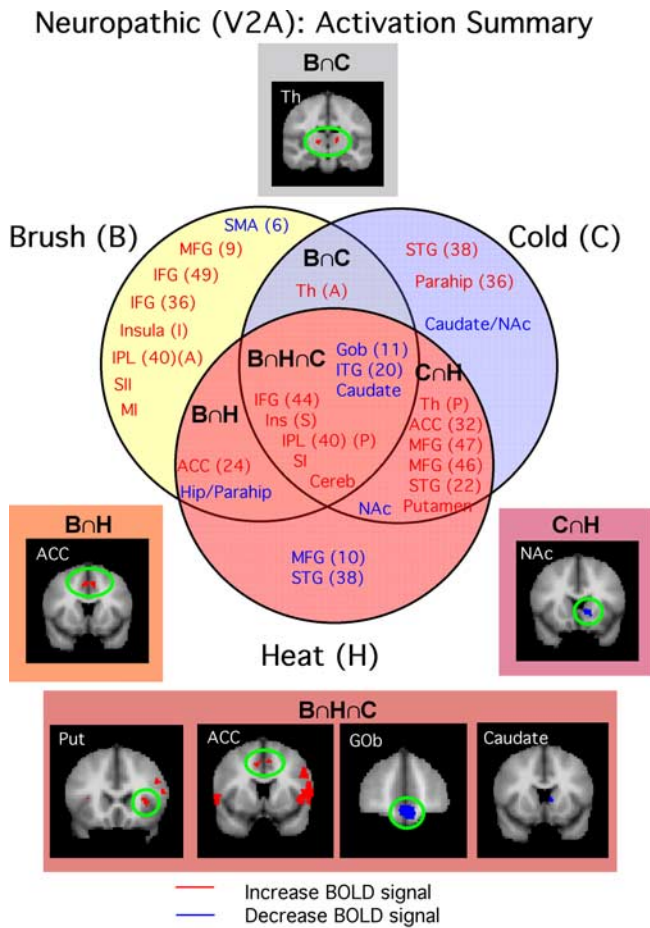 Neuropathic (V2A): Activation Summary
B∩C
Th
Brush (B)
Cold (C)
SMA (6)
MFG (9)
IFG (49)
IFG (36)
Insula (I)
IPL (40)(A)
SII
MI
B∩C
Th (A)
STG (38)
Parahip (36)
Caudate/NAc
B∩H∩C
Gob (11)
ITG (20)
Caudate
IFG (44)
Ins (S)
IPL (40) (P)
SI
Cereb
C∩H
Th (P)
ACC (32)
MFG (47)
MFG (46)
STG (22)
Putamen
NAc
B∩H
ACC (24)
Hip/Parahip
MFG (10)
STG (38)
Heat (H)
B∩H
ACC
C∩H
NAc
B∩H∩C
Put
ACC
GOb
Caudate
Increase BOLD signal
Decrease BOLD signal